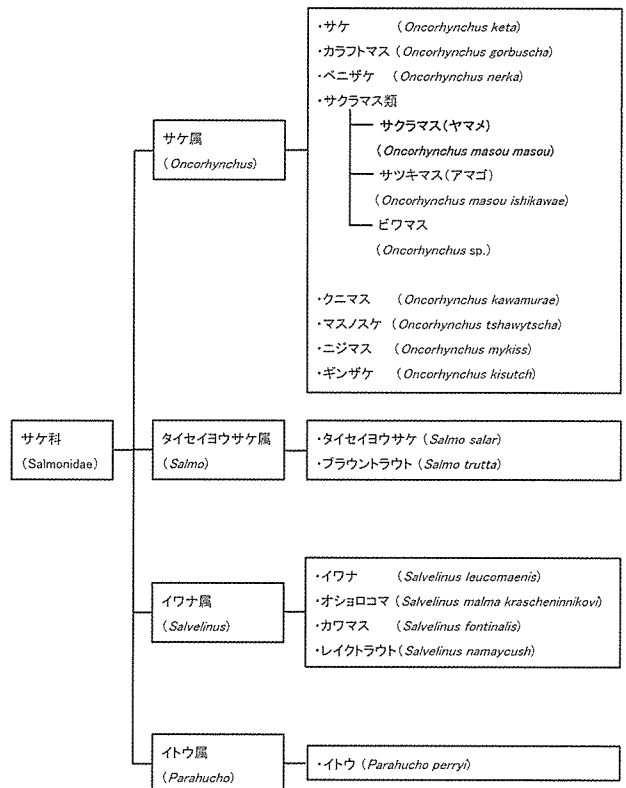 ・サケ (Oncorhynchus keta)
・カラフトマス (Oncorhynchus gorbuscha)
・ベニザケ (Oncorhynchus nerka)
・サクラマス類
サクラマス(ヤマメ)
(Oncorhynchus masou masou)
サツキマス(アマゴ)
(Oncorhynchus masou ishikawae)
ビワマス
(Oncorhynchus sp.)
・クニマス (Oncorhynchus kawamurae)
・マスノスケ (Oncorhynchus tshawytscha)
・ニジマス (Oncorhynchus mykiss)
・ギンザケ (Oncorhynchus kisutch)
サケ属
(Oncorhynchus)
サケ科
(Salmonidae)
タイセイヨウサケ属
(Salmo)
・タイセイヨウサケ (Salmo salar)
・ブラウントラウト (Salmo trutta)
イワナ属
(Salvelinus)
・イワナ (Salvelinus leucomaenis)
・オショロコマ (Salvelinus malma krascheninnikovi)
・カワマス (Salvelinus fontinalis)
・レイクトラウト(Salvelinus namaycush)
イトウ属
(Parahucho)
・イトウ (Parahucho perryi)